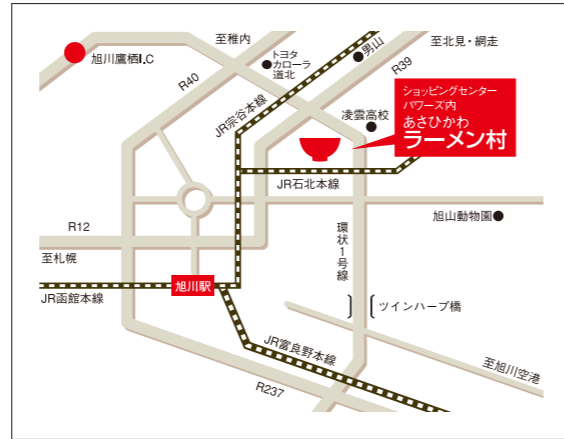 至稚内
旭川鷹栖I.C
トヨタ
カローラ
道北
男山
至北見・網走
R40
R39
JR宗谷本線
凌雲高校
ショッピングセンター
パワーズ内
あさひかわ
ラーメン村
JR石北本線
旭山動物園
R12
至札幌
環状1号線
旭川駅
JR函館本線
ツインハープ橋
JR富良野本線
至旭川空港
R237